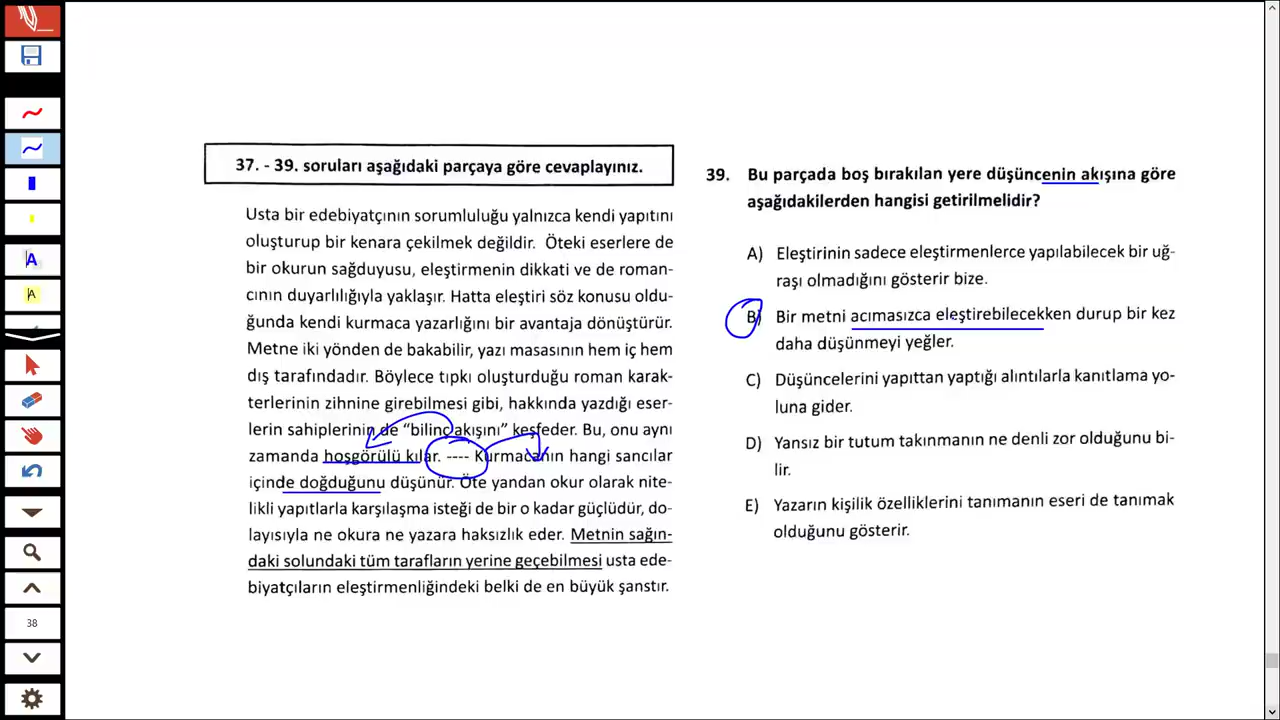 37. - 39. soruları aşağıdaki parçaya göre cevaplayınız.
Usta bir edebiyatçının sorumluluğu yalnızca kendi yapıtını
oluşturup bir kenara çekilmek değildir. Öteki eserlere de
bir okurun sağduyusu, eleştirmenin dikkati ve de roman-
cının duyarlılığıyla yaklaşır. Hatta eleştiri söz konusu oldu-
ğunda kendi kurmaca yazarlığını bir avantaja dönüştürür.
Metne iki yönden de bakabilir, yazı masasının hem iç hem
dış tarafındadır. Böylece tıpkı oluşturduğu roman karak-
terlerinin zihnine girebilmesi gibi, hakkında yazdığı eser-
lerin sahiplerinin de “bilinç akışını” keşfeder. Bu, onu aynı
zamanda hoşgörülü kılar. ---- Kurmacanın hangi sancılar
içinde doğduğunu düşünür. Öte yandan okur olarak nite-
likli yapıtlarla karşılaşma isteği de bir o kadar güçlüdür, do-
layısıyla ne okura ne yazara haksızlık eder. Metnin sağın-
daki solundaki tüm tarafların yerine geçebilmesi usta ede-
biyatçıların eleştirmenliğindeki belki de en büyük şanstır.
39. Bu parçada boş bırakılan yere düşüncenin akışına göre
aşağıdakilerden hangisi getirilmelidir?
A) Eleştirinin sadece eleştirmenlerce yapılabilecek bir uğ-
raşı olmadığını gösterir bize.
B) Bir metni acımasızca eleştirebilecekken durup bir kez
daha düşünmeyi yeğler.
C) Düşüncelerini yapıttan yaptığı alıntılarla kanıtlama yo-
luna gider.
D) Yansız bir tutum takınmanın ne denli zor olduğunu bi-
lir.
E) Yazarın kişilik özelliklerini tanımanın eseri de tanımak
olduğunu gösterir.
A
A
38